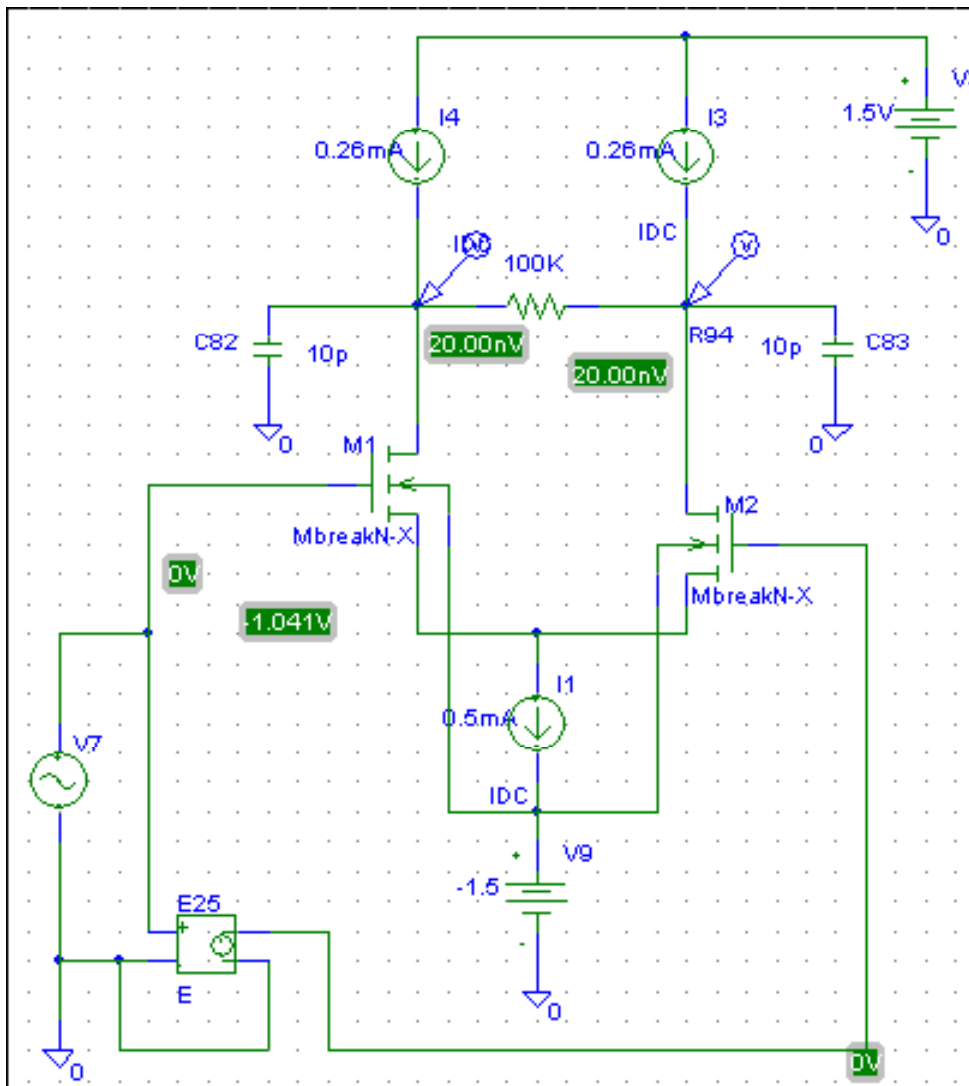 I4
I3
V
1.5V
0.26mA
0.26mA
0
IDC
100K
C82
10p
20.00nV
R94
10p
C83
20.00nV
0
0
M1
M2
MbreakN-X
0V
MbreakN-X
-1.041V
I1
0.5mA
V7
IDC
V9
-1.5
E25
E
0
0
0V
+
-
+
-
+
-